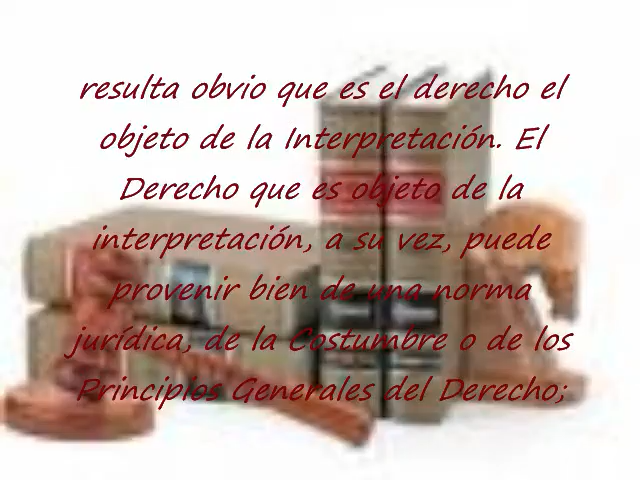 resulta obvio que es el derecho el
objeto de la Interpretación. El
Derecho que es objeto de la
interpretación, a su vez, puede
provenir bien de una norma
jurídica, de la Costumbre o de los
Principios Generales del Derecho;